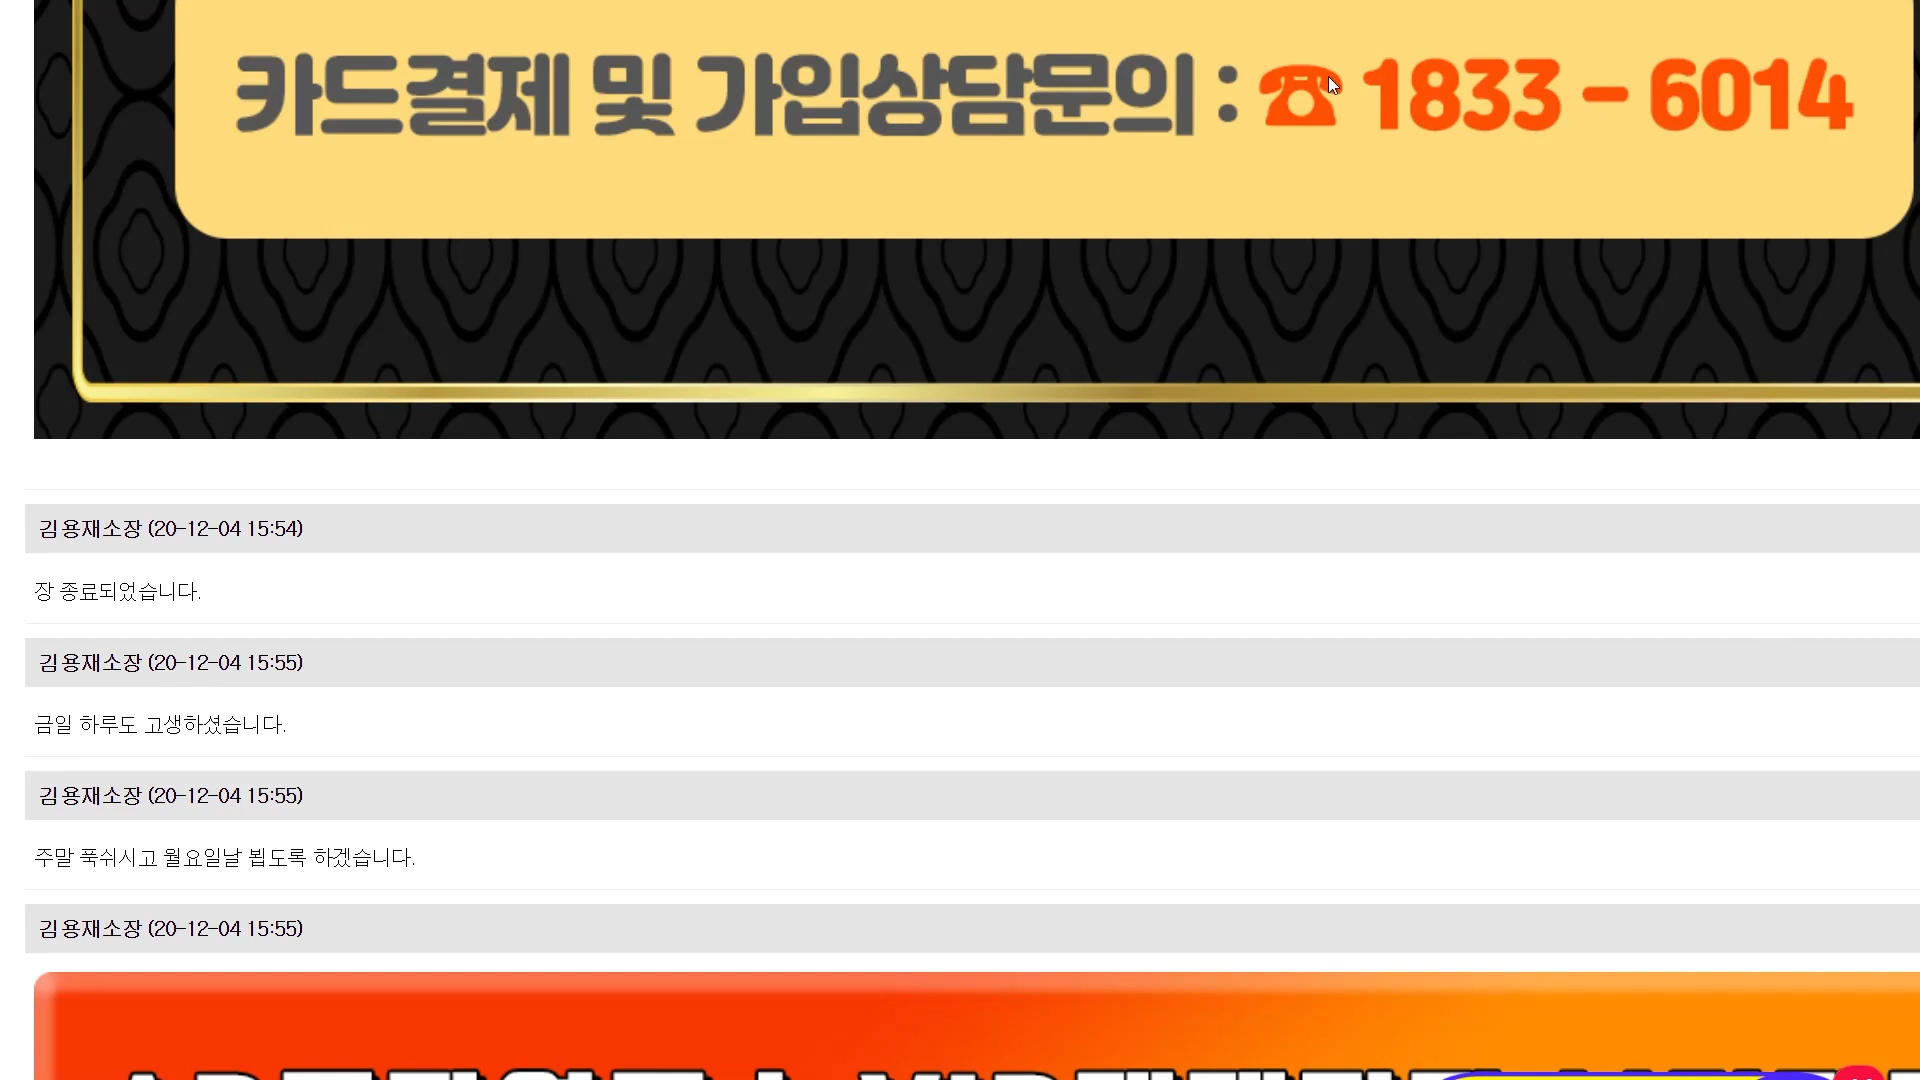 카드결제 및 가입상담문의 : ☎ 1833 - 6014
김용재소장 (20-12-04 15:54)
장 종료되었습니다.
김용재소장 (20-12-04 15:55)
금일 하루도 고생하셨습니다.
김용재소장 (20-12-04 15:55)
주말 푹쉬시고 월요일날 뵙도록 하겠습니다.
김용재소장 (20-12-04 15:55)